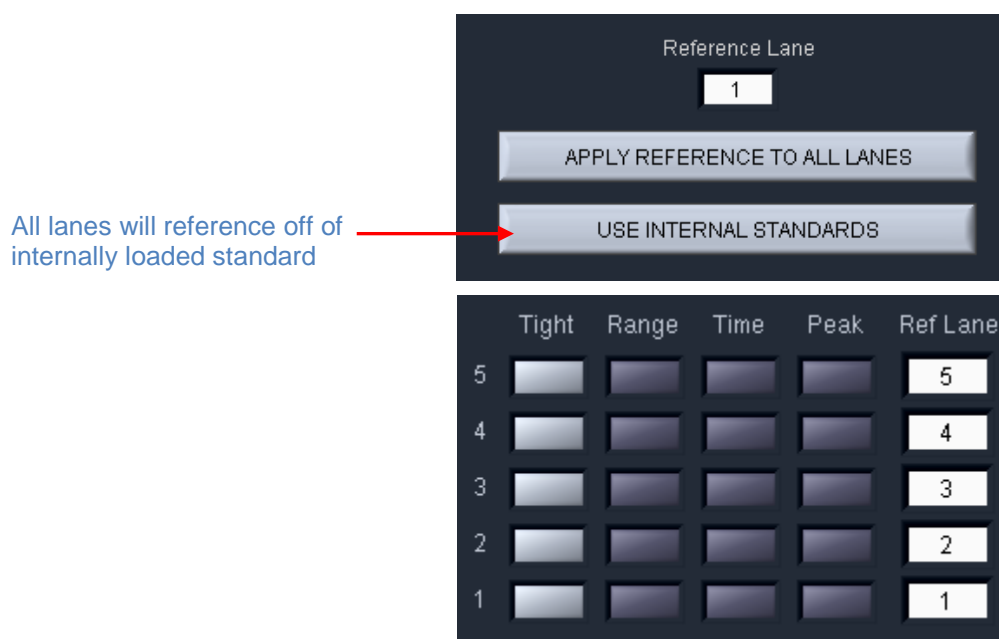 Reference Lane
1
APPLY REFERENCE TO ALL LANES
All lanes will reference off of
internally loaded standard
USE INTERNAL STANDARDS
Tight Range Time Peak Ref Lane
5 5
4 4
3 3
2 2
1 1